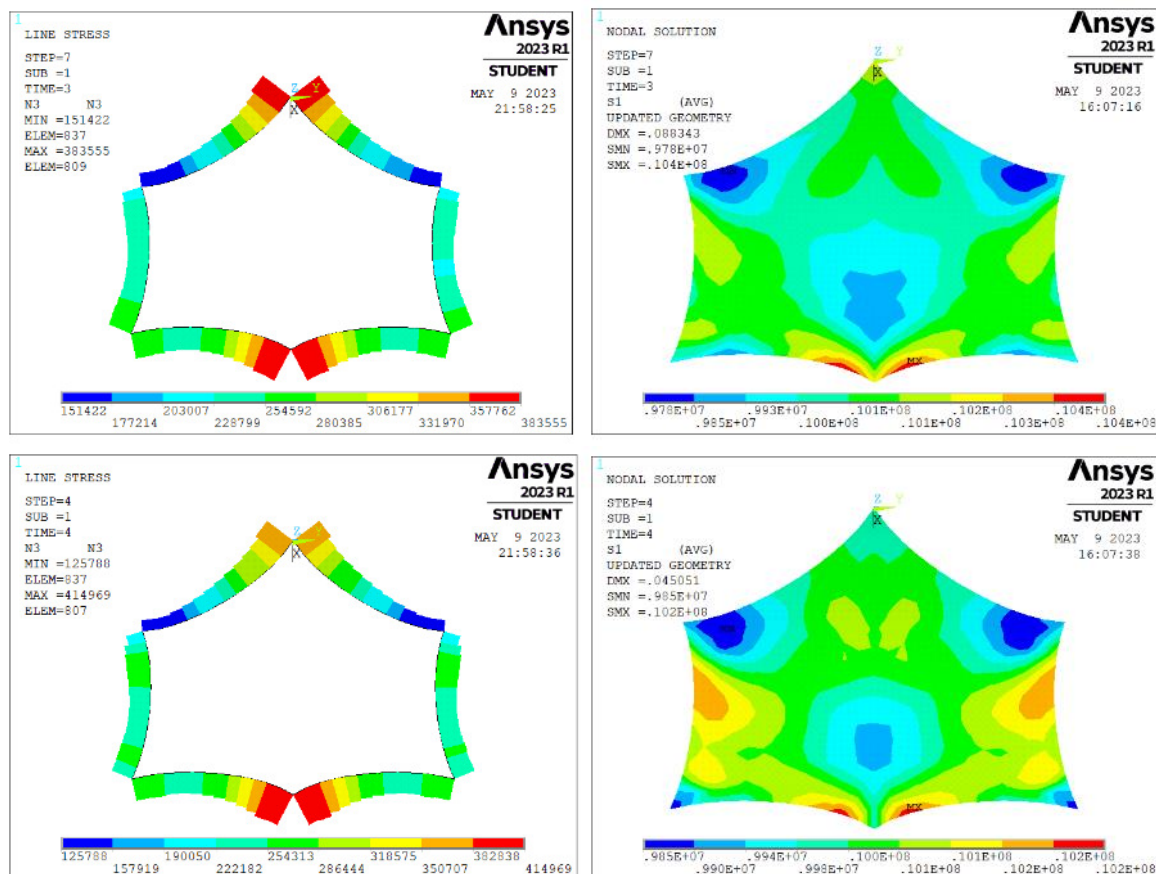 1
LINE STRESS
STEP=7
SUB =1
TIME=3
N3 N3
MIN =151422
ELEM=837
MAX =383555
ELEM=809
Ansys
2023 R1
STUDENT
MAY 9 2023
21:58:25
Z Y
X
151422 203007 254592 306177 357762
177214 228799 280385 331970 383555
1
NODAL SOLUTION
STEP=7
SUB =1
TIME=3
S1 (AVG)
UPDATED GEOMETRY
DMX =.088343
SMN =.978E+07
SMX =.104E+08
Ansys
2023 R1
STUDENT
MAY 9 2023
16:07:16
Z Y
X
MX
.978E+07 .993E+07 .101E+08 .102E+08 .104E+08
.985E+07 .100E+08 .101E+08 .103E+08 .104E+08
1
LINE STRESS
STEP=4
SUB =1
TIME=4
N3 N3
MIN =125788
ELEM=837
MAX =414969
ELEM=807
Ansys
2023 R1
STUDENT
MAY 9 2023
21:58:36
Z Y
X
125788 190050 254313 318575 382838
157919 222182 286444 350707 414969
1
NODAL SOLUTION
STEP=4
SUB =1
TIME=4
S1 (AVG)
UPDATED GEOMETRY
DMX =.045051
SMN =.985E+07
SMX =.102E+08
Ansys
2023 R1
STUDENT
MAY 9 2023
16:07:38
Z Y
X
MX
.985E+07 .994E+07 .100E+08 .101E+08 .102E+08
.990E+07 .998E+07 .101E+08 .102E+08 .102E+08